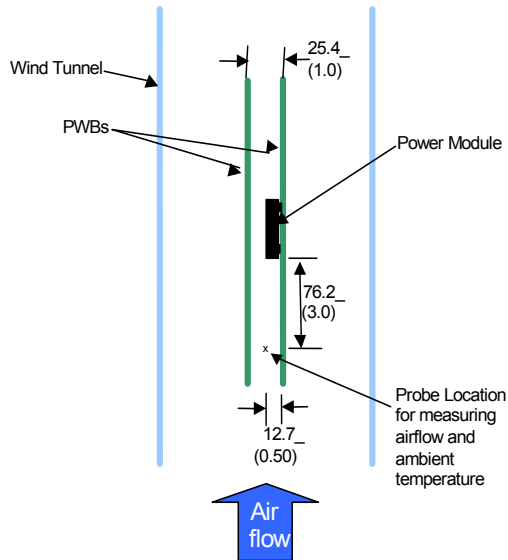 25.4_
(1.0)
Wind Tunnel
PWBs
Power Module
76.2_
(3.0)
x
Probe Location
for measuring
airflow and
ambient
temperature
12.7_
(0.50)
Air
flow